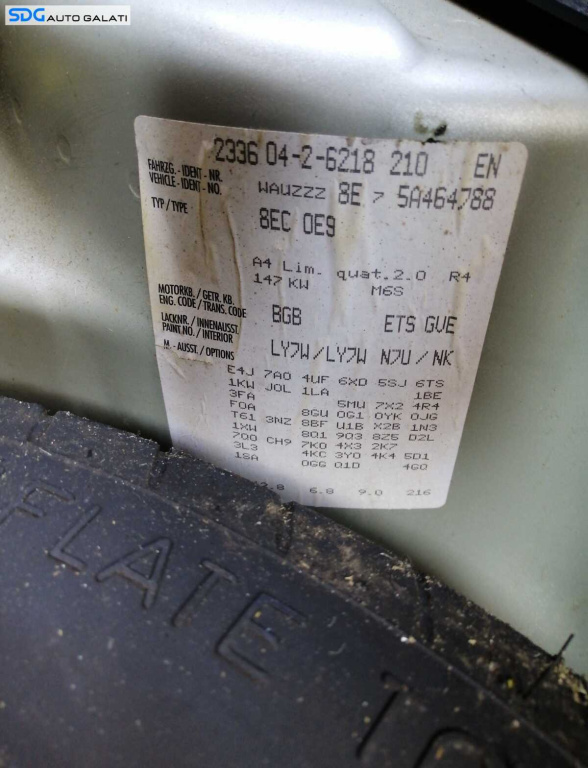 SDG AUTO GALATI
2336 04-2-6218 210 EN
FAHRZG.-IDENT-NR.
VEHICLE-IDENT-NO. WAUZZZ 8E > 5A464788
TYP/TYPE 8EC 0E9
A4 Lim. quat.2.0 R4
147 KW M6S
MOTORKB./GETR.KB.
ENG. CODE/TRANS. CODE BGB ETS GVE
LACKNR./INNENAUSST.
PAINT.NO./INTERIOR LY7W/LY7W N7U/NK
M.-AUSST./OPTIONS
E4J 7A0 4UF 6XD 5SJ 6TS
1KW J0L 1LA 1BE
3FA 5MU 7X2 4R4
F0A 8GU 0G1 0YK 0JG
T61 3NZ 8BF U1B X2B 1N3
1XW 8Q1 9Q3 8Z5 D2L
7Q0 CH9 7K0 4X3 2K7
3L3 4KC 3Y0 4K4 5D1
1SA 0GG Q1D 4G0
6.8 9.0 216
FLATE TO